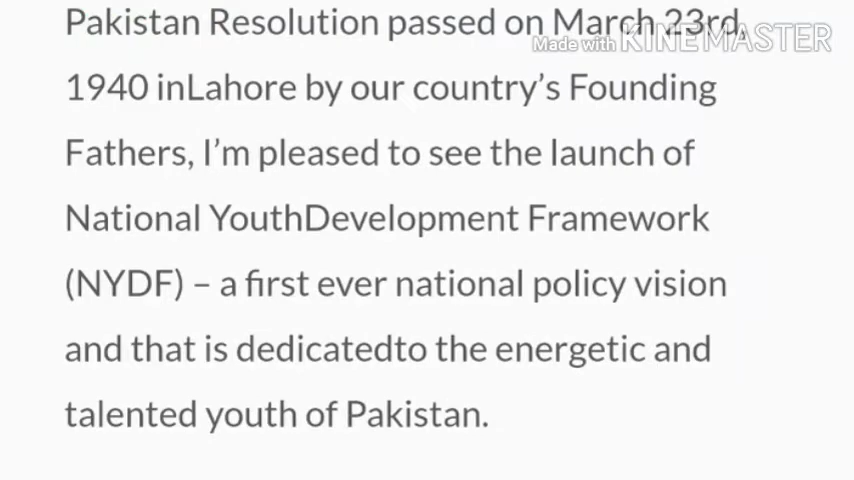 Pakistan Resolution passed on March 23rd,
Made with KINEMASTER
1940 inLahore by our country's Founding
Fathers, I'm pleased to see the launch of
National YouthDevelopment Framework
(NYDF) – a first ever national policy vision
and that is dedicatedto the energetic and
talented youth of Pakistan.